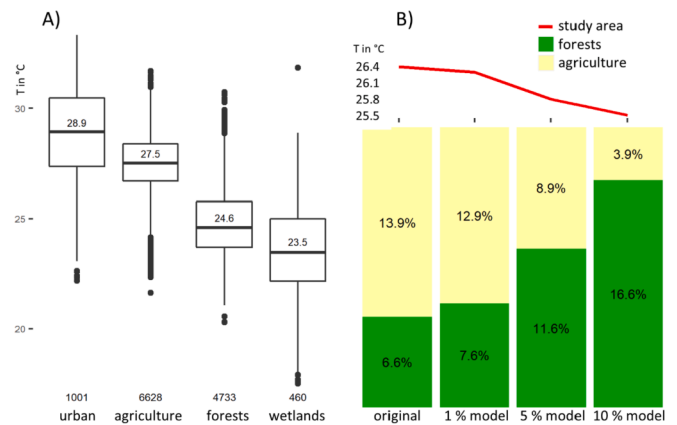 A)
T in °C
30
25
20
28.9
27.5
24.6
23.5
1001 6628 4733 460
urban agriculture forests wetlands
B)
study area
forests
agriculture
T in °C
26.4
26.1
25.8
25.5
3.9%
8.9%
13.9% 12.9%
16.6%
11.6%
6.6% 7.6%
original 1 % model 5 % model 10 % model